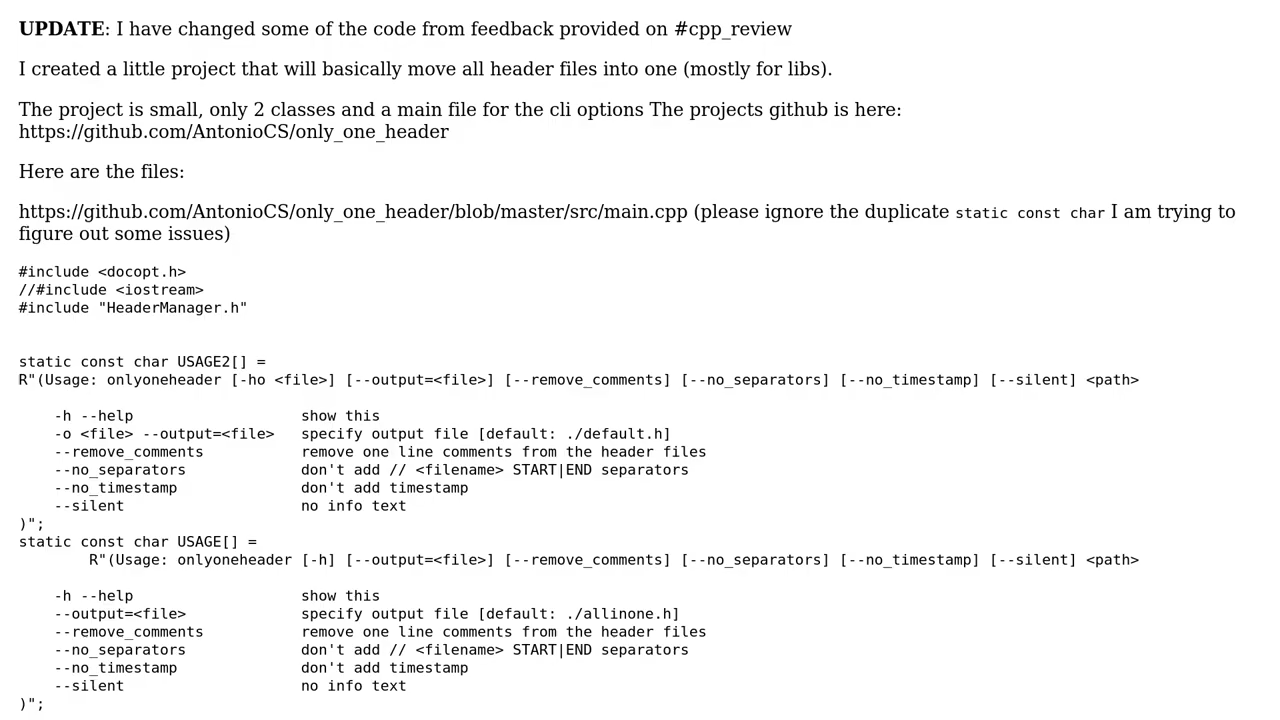 UPDATE: I have changed some of the code from feedback provided on #cpp_review
I created a little project that will basically move all header files into one (mostly for libs).
The project is small, only 2 classes and a main file for the cli options The projects github is here:
https://github.com/AntonioCS/only_one_header
Here are the files:
https://github.com/AntonioCS/only_one_header/blob/master/src/main.cpp (please ignore the duplicate static const char I am trying to
figure out some issues)
#include <docopt.h>
//#include <iostream>
#include "HeaderManager.h"
static const char USAGE2[] =
R"(Usage: onlyoneheader [-ho <file>] [--output=<file>] [--remove_comments] [--no_separators] [--no_timestamp] [--silent] <path>
    -h --help                   show this
    -o <file> --output=<file>   specify output file [default: ./default.h]
    --remove_comments           remove one line comments from the header files
    --no_separators             don't add // <filename> START|END separators
    --no_timestamp              don't add timestamp
    --silent                    no info text
)";
static const char USAGE[] =
        R"(Usage: onlyoneheader [-h] [--output=<file>] [--remove_comments] [--no_separators] [--no_timestamp] [--silent] <path>
    -h --help                   show this
    --output=<file>             specify output file [default: ./allinone.h]
    --remove_comments           remove one line comments from the header files
    --no_separators             don't add // <filename> START|END separators
    --no_timestamp              don't add timestamp
    --silent                    no info text
)";